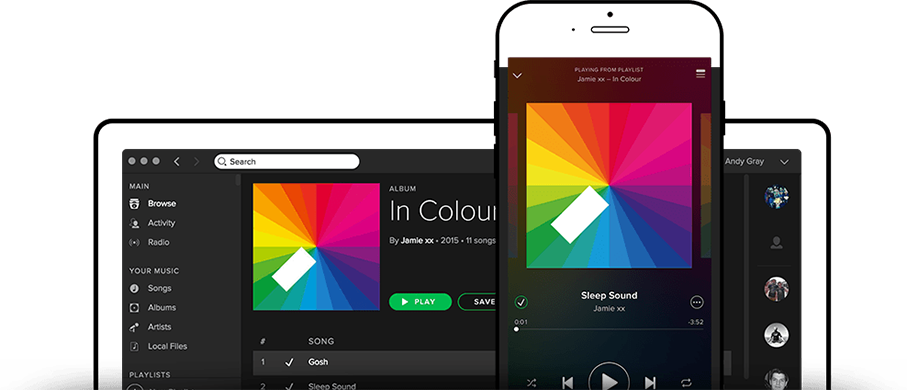 PLAYING FROM PLAYLIST
Jamie xx – In Colour
Sleep Sound
Jamie xx
0:01
-3:52
Search
Andy Gray
MAIN
Browse
Activity
Radio
YOUR MUSIC
Songs
Albums
Artists
Local Files
PLAYLISTS
ALBUM
In Colour
By Jamie xx • 2015 • 11 songs
PLAY
SAVE
# SONG
1 Gosh
2 Sleep Sound